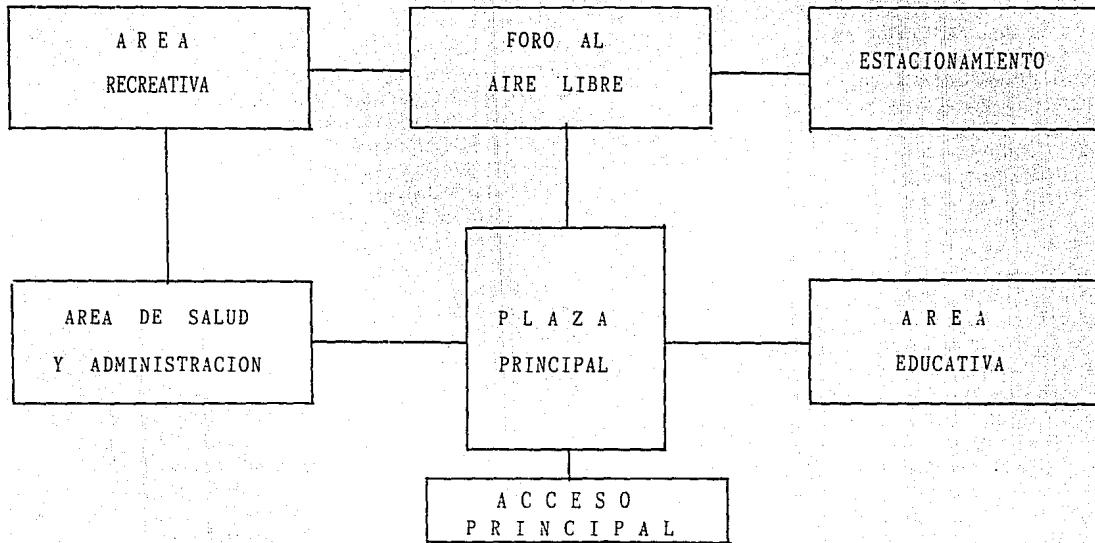 A R E A
RECREATIVA
FORO AL
AIRE LIBRE
ESTACIONAMIENTO
AREA DE SALUD
Y ADMINISTRACION
P L A Z A
PRINCIPAL
A R E A
EDUCATIVA
A C C E S O
P R I N C I P A L